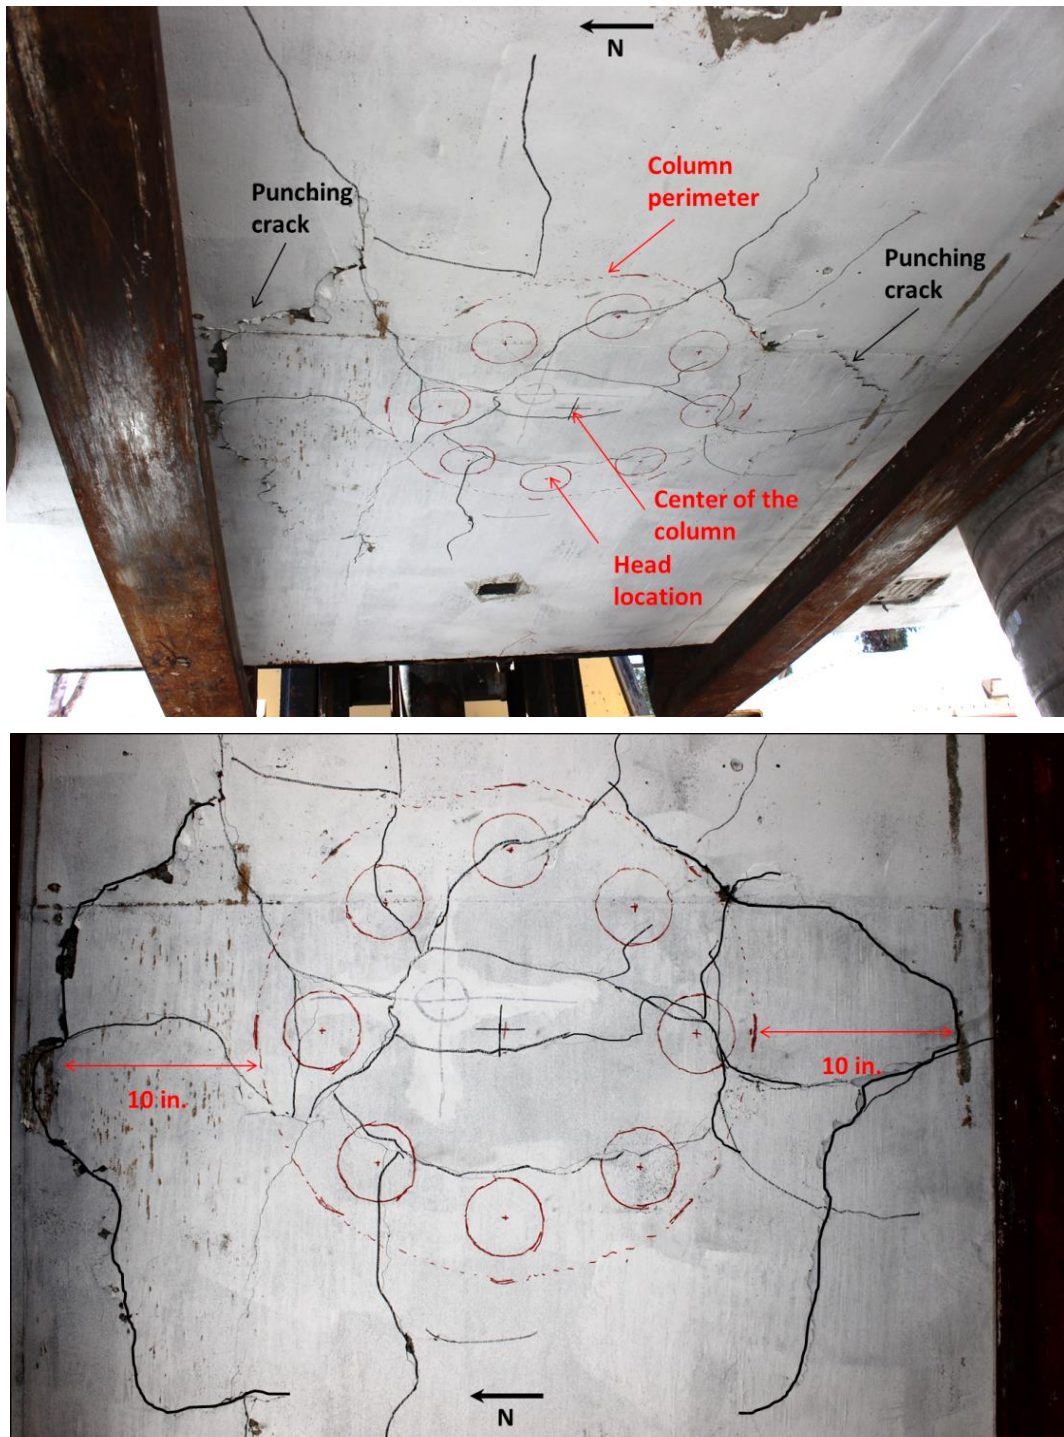 N
Column
perimeter
Punching
crack
Punching
crack
Center of the
column
Head
location
10 in.
10 in.
N